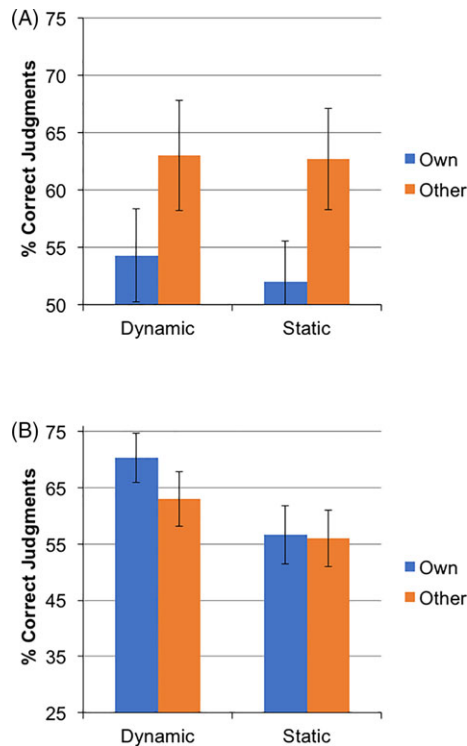 (A)
75
70
65
60
55
50
% Correct Judgments
Dynamic
Static
Own
Other
(B)
75
65
55
45
35
25
% Correct Judgments
Dynamic
Static
Own
Other